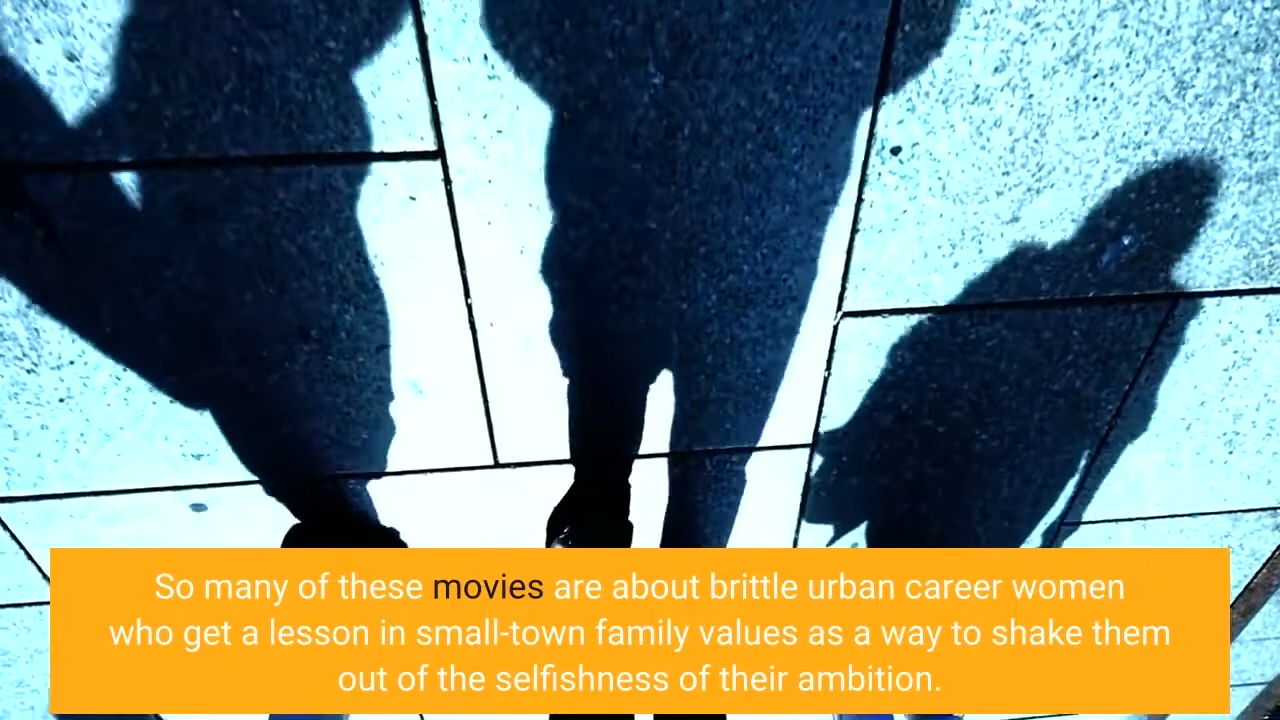 So many of these movies are about brittle urban career women
who get a lesson in small-town family values as a way to shake them
out of the selfishness of their ambition.